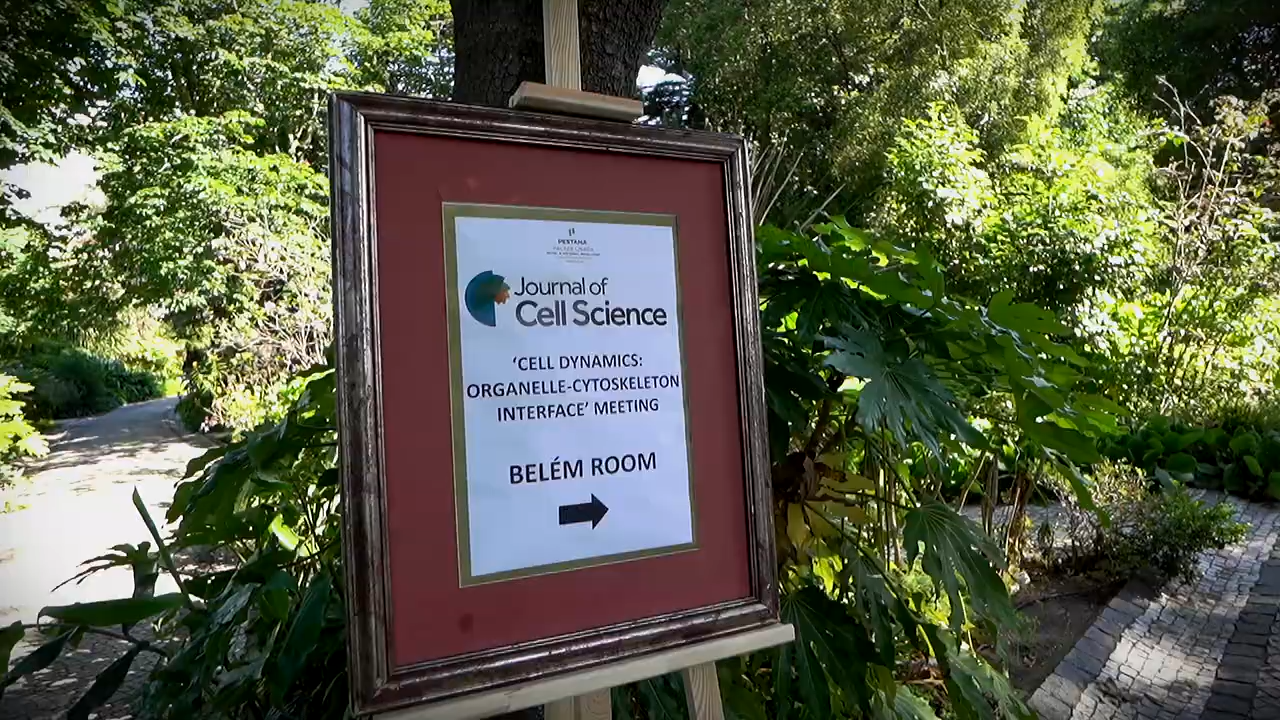 PESTANA
Journal of
Cell Science
‘CELL DYNAMICS:
ORGANELLE-CYTOSKELETON
INTERFACE’ MEETING
BELÉM ROOM